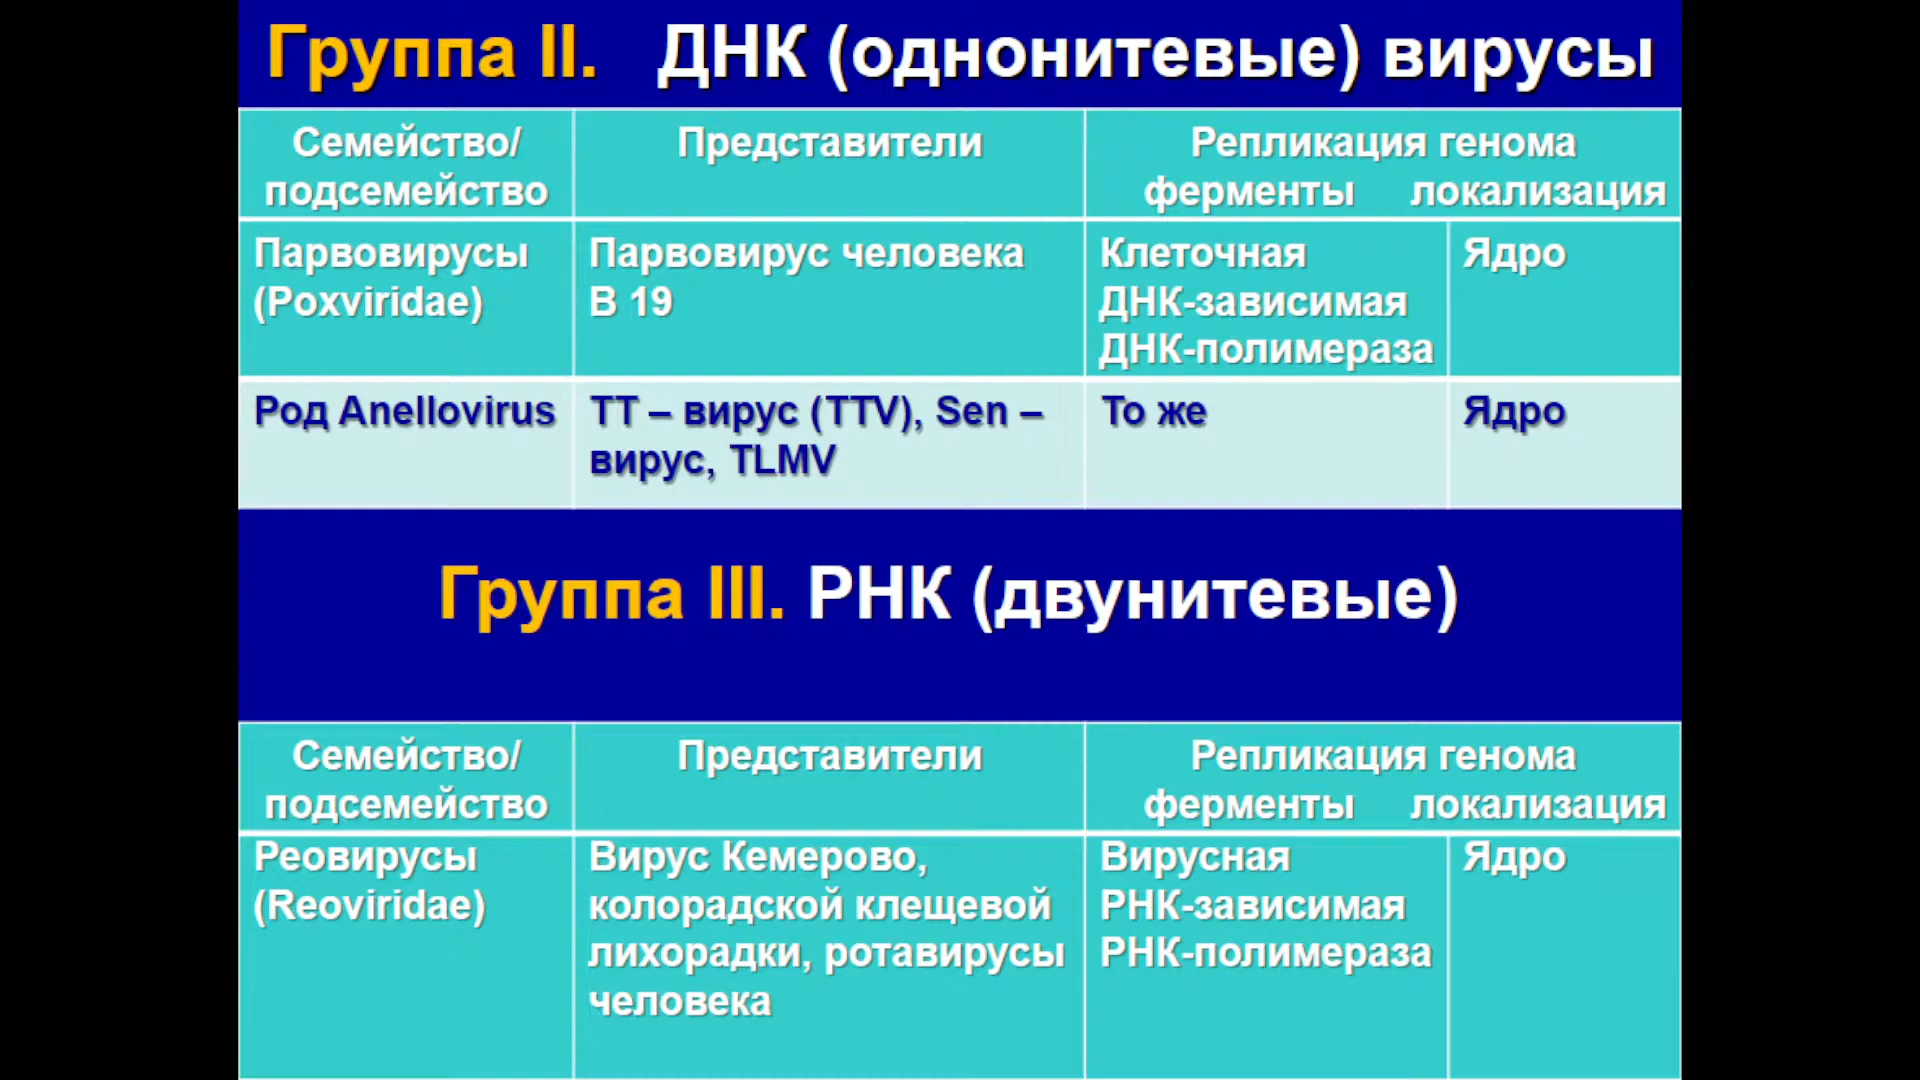 Группа II. ДНК (однонитевые) вирусы
Семейство/
подсемейство
Представители
Репликация генома
ферменты локализация
Парвовирусы
(Poxviridae)
Парвовирус человека
В 19
Клеточная
ДНК-зависимая
ДНК-полимераза
Ядро
Род Anellovirus
TT – вирус (TTV), Sen –
вирус, TLMV
То же
Ядро
Группа III. РНК (двунитевые)
Семейство/
подсемейство
Представители
Репликация генома
ферменты локализация
Реовирусы
(Reoviridae)
Вирус Кемерово,
колорадской клещевой
лихорадки, ротавирусы
человека
Вирусная
РНК-зависимая
РНК-полимераза
Ядро